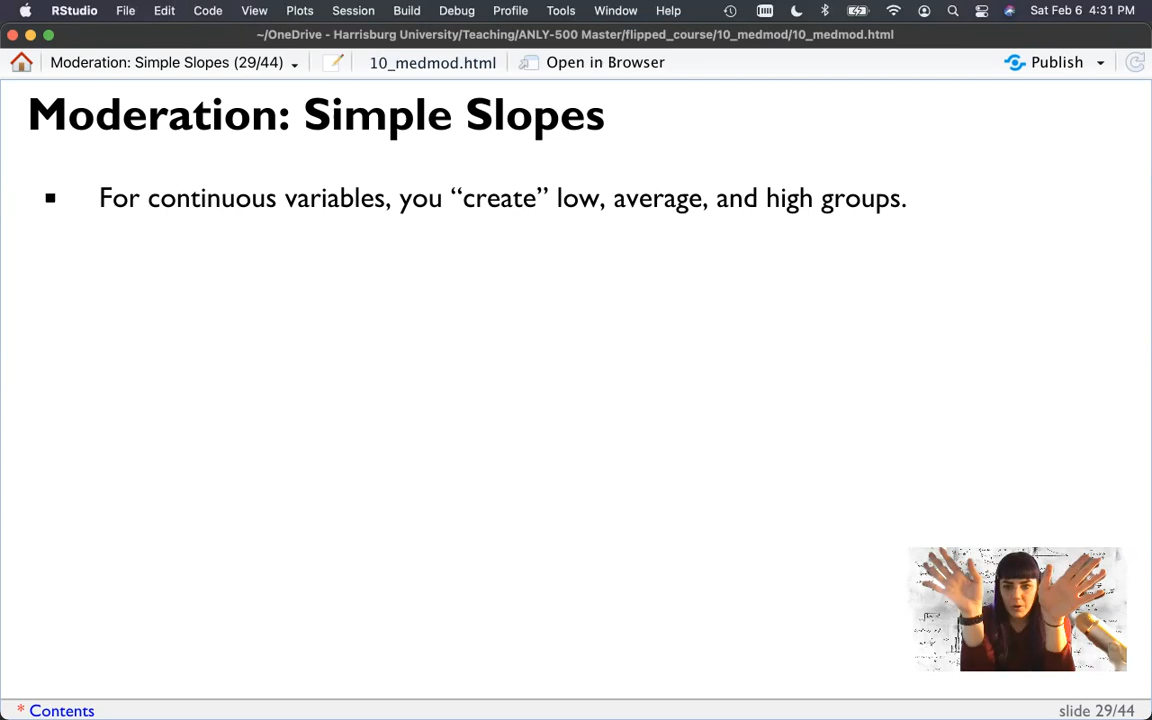 RStudio File Edit Code View Plots Session Build Debug Profile Tools Window Help Sat Feb 6 4:31 PM
~/OneDrive - Harrisburg University/Teaching/ANLY-500 Master/flipped_course/10_medmod/10_medmod.html
Moderation: Simple Slopes (29/44) 10_medmod.html Open in Browser Publish
Moderation: Simple Slopes
▪ For continuous variables, you “create” low, average, and high groups.
* Contents slide 29/44